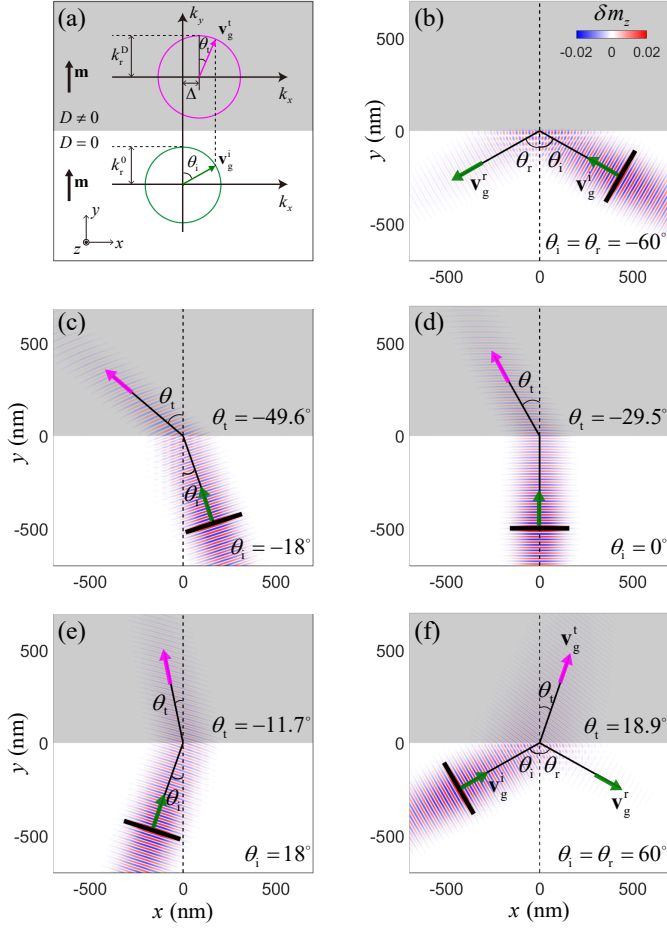 (a)
k_y
k_r^D
θ_t
v_g^t
m
Δ
k_x
D ≠ 0
D = 0
k_r^0
θ_i
v_g^i
m
k_x
y
z
x
(b)
δm_z
-0.02 0.02
500
0
-500
y (nm)
θ_r θ_i
v_g^r
v_g^i
θ_i = θ_r = −60°
-500 0 500
(c)
500
0
-500
y (nm)
θ_t
θ_t = −49.6°
θ_i
θ_i = −18°
-500 0 500
(d)
500
0
-500
θ_t
θ_t = −29.5°
θ_i = 0°
-500 0 500
(e)
500
0
-500
y (nm)
θ_t
θ_t = −11.7°
θ_i
θ_i = 18°
-500 0 500
x (nm)
(f)
500
0
-500
v_g^t
θ_t
θ_t = 18.9°
θ_i θ_r
v_g^i
v_g^r
θ_i = θ_r = 60°
-500 0 500
x (nm)